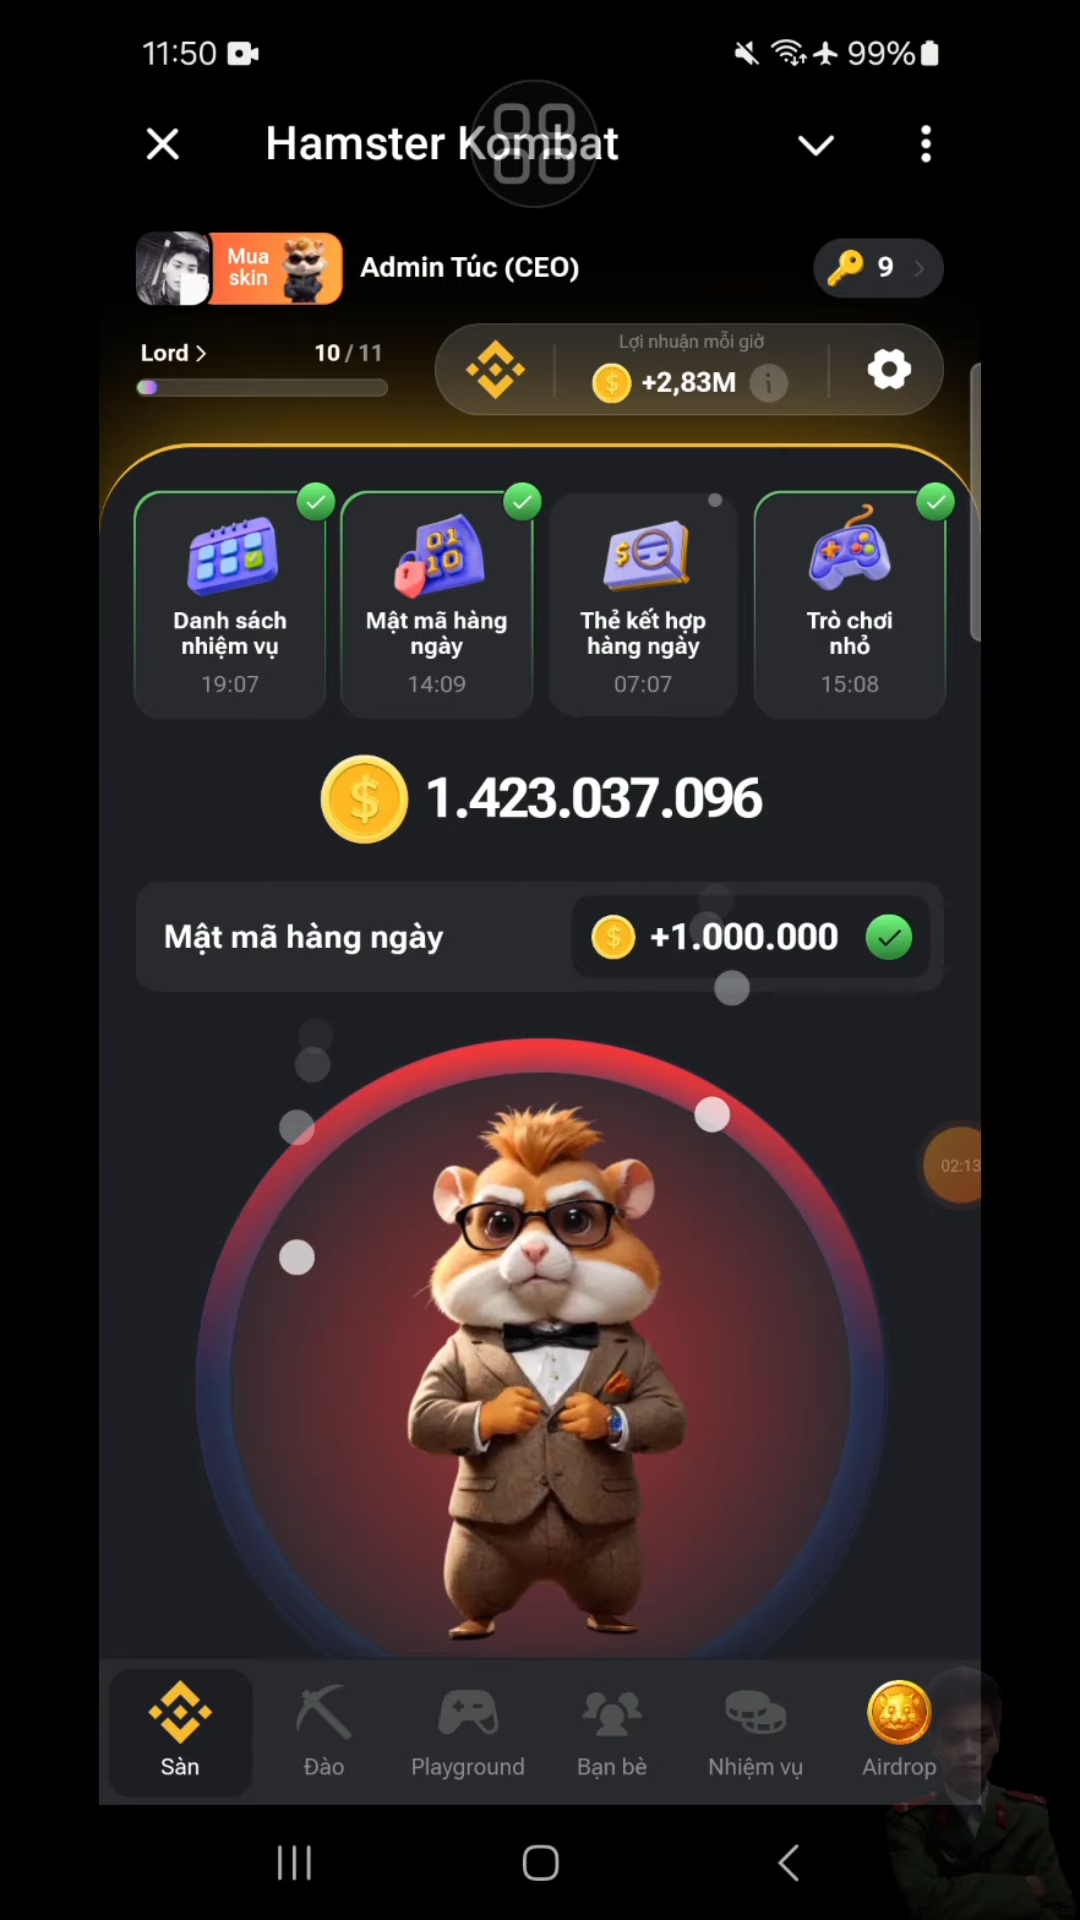 11:50
99%
Hamster Kombat
Mua
skin
Admin Túc (CEO)
9
Lord
10 / 11
Lợi nhuận mỗi giờ
+2,83M
Danh sách
nhiệm vụ
19:07
Mật mã hàng
ngày
14:09
Thẻ kết hợp
hàng ngày
07:07
Trò chơi
nhỏ
15:08
1.423.037.096
Mật mã hàng ngày
+1.000.000
02:13
Sàn
Đào
Playground
Bạn bè
Nhiệm vụ
Airdrop